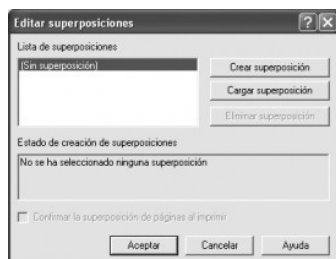 Editar superposiciones
Lista de superposiciones
(Sin superposición)
Crear superposición
Cargar superposición
Eliminar superposición
Estado de creación de superposiciones
No se ha seleccionado ninguna superposición
Confirmar la superposición de páginas al imprimir
Aceptar Cancelar Ayuda